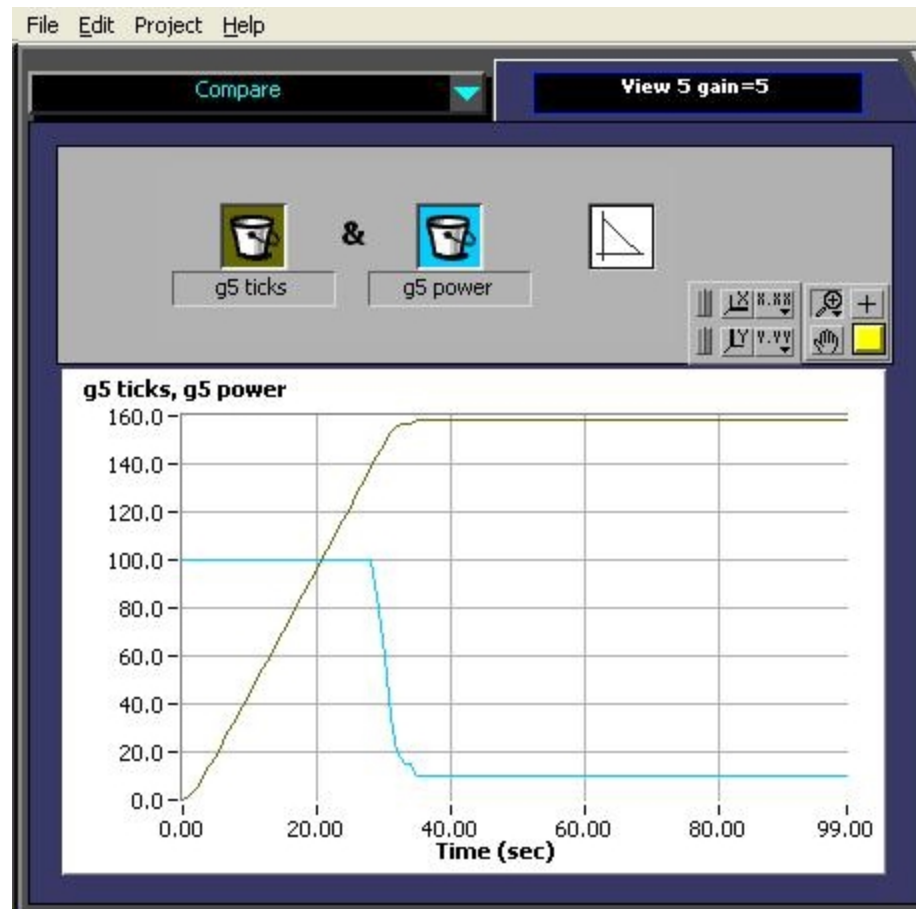 File Edit Project Help
Compare
View 5 gain=5
&
g5 ticks
g5 power
X X.XX
Y Y.YY
g5 ticks, g5 power
160.0
140.0
120.0
100.0
80.0
60.0
40.0
20.0
0.0
0.00 20.00 40.00 60.00 80.00 99.00
Time (sec)